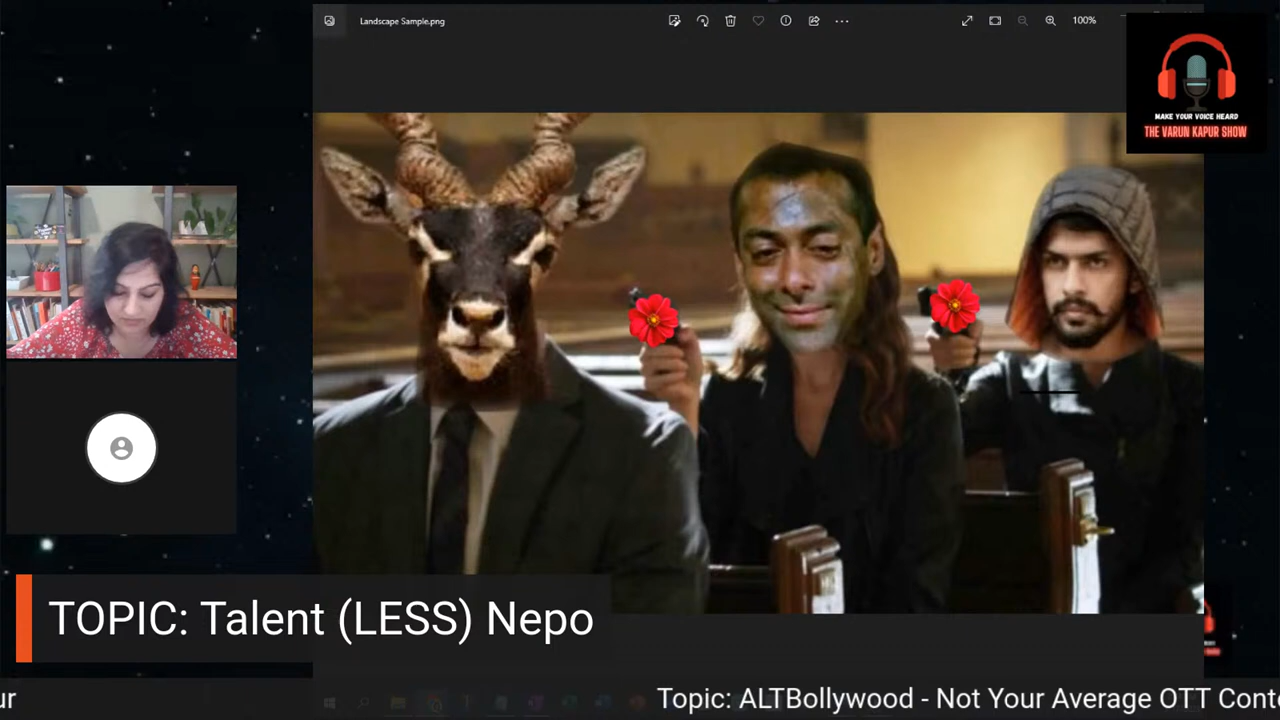 Landscape Sample.png
100%
MAKE YOUR VOICE HEARD
THE VARUN KAPUR SHOW
TOPIC: Talent (LESS) Nepo
ur
Topic: ALTBollywood - Not Your Average OTT Conte